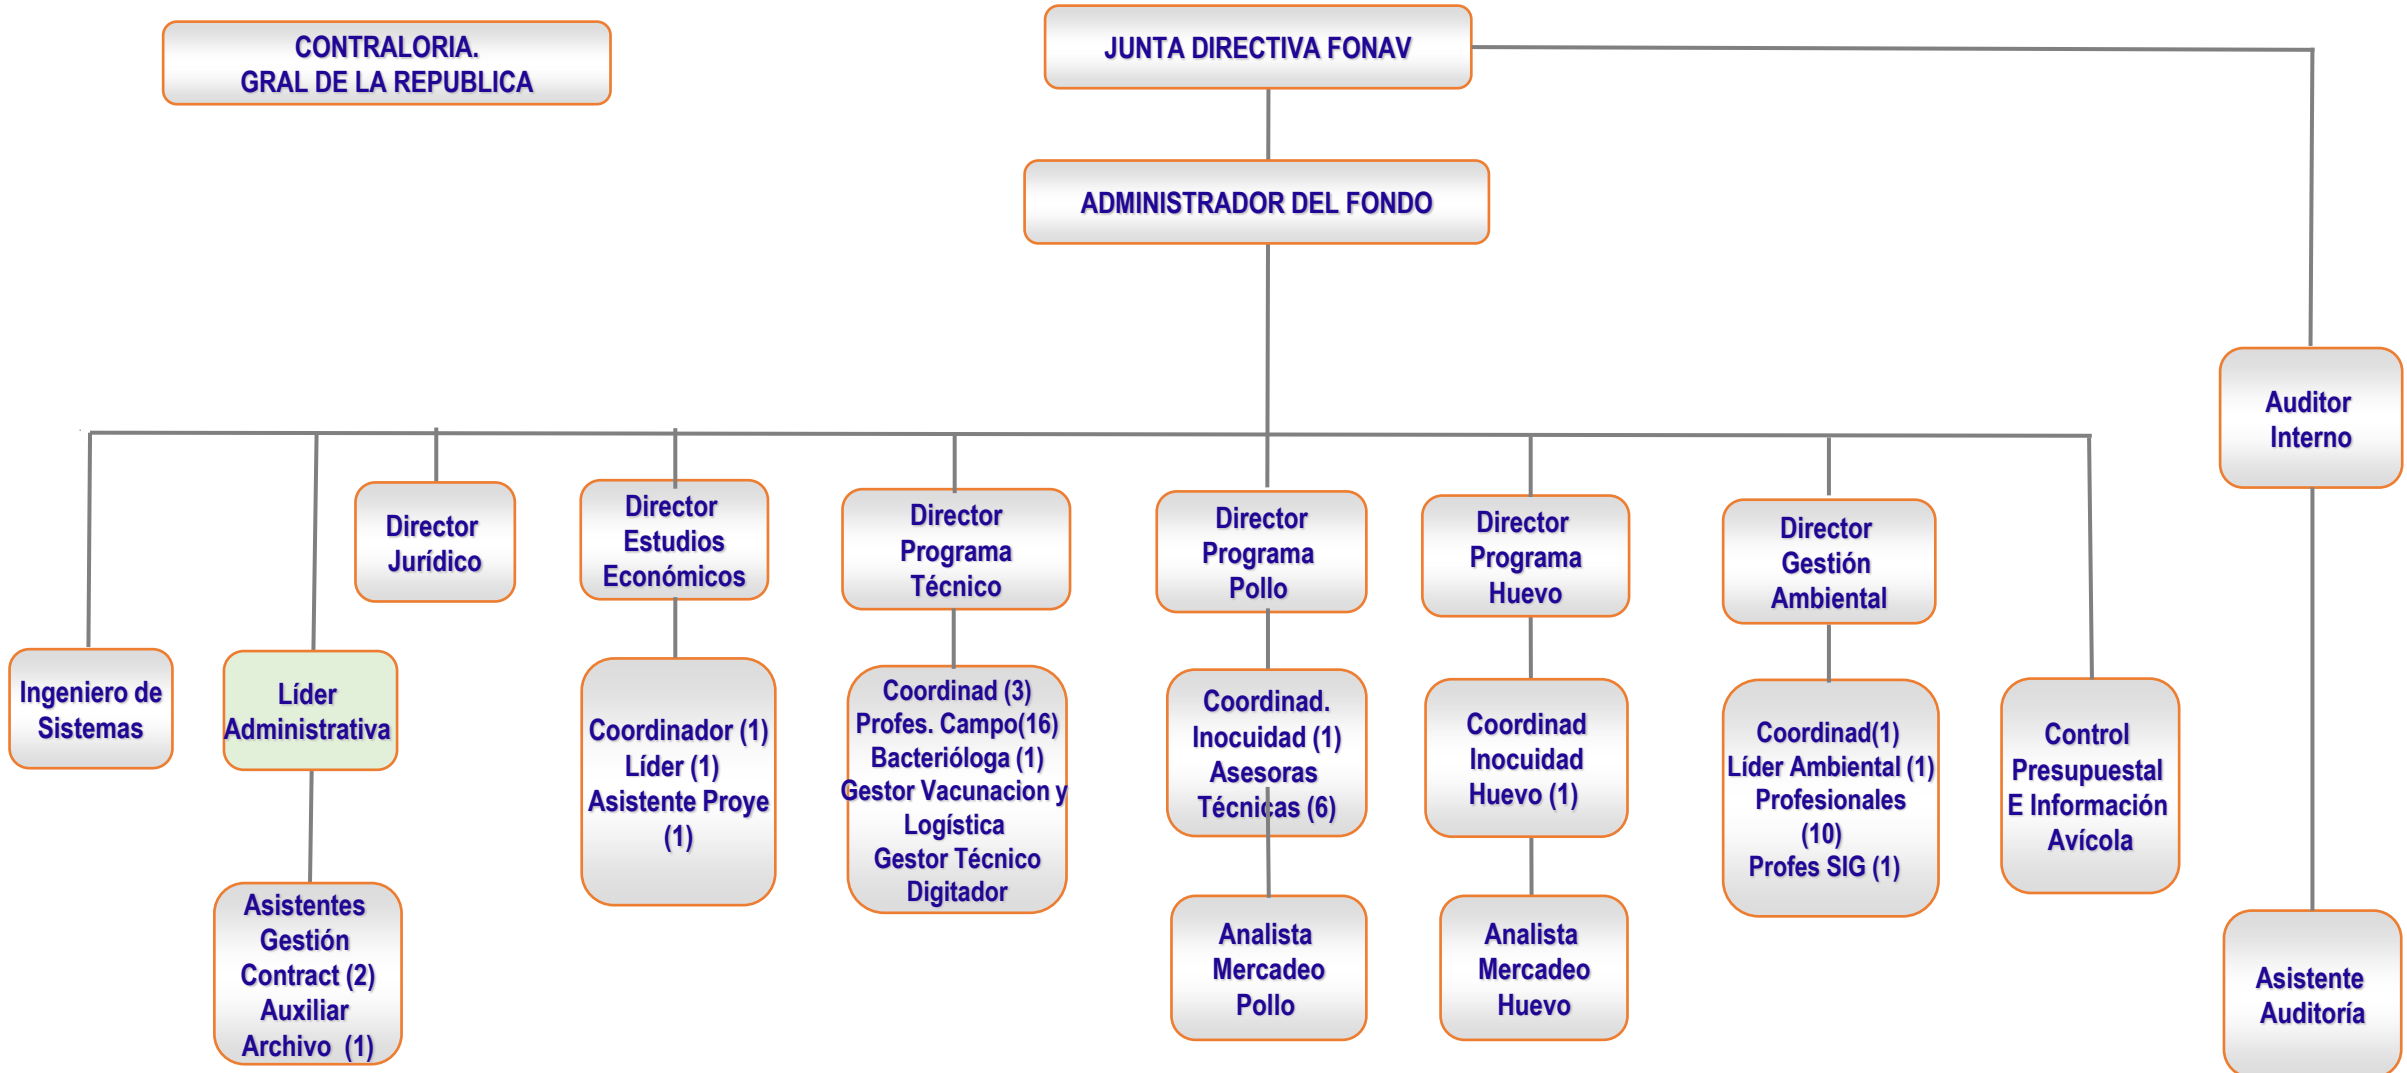 CONTRALORIA.
GRAL DE LA REPUBLICA
JUNTA DIRECTIVA FONAV
ADMINISTRADOR DEL FONDO
Auditor
Interno
Director
Jurídico
Director
Estudios
Económicos
Director
Programa
Técnico
Director
Programa
Pollo
Director
Programa
Huevo
Director
Gestión
Ambiental
Ingeniero de
Sistemas
Líder
Administrativa
Coordinador (1)
Líder (1)
Asistente Proye
(1)
Coordinad (3)
Profes. Campo(16)
Bacterióloga (1)
Gestor Vacunacion y
Logística
Gestor Técnico
Digitador
Coordinad.
Inocuidad (1)
Asesoras
Técnicas (6)
Coordinad
Inocuidad
Huevo (1)
Coordinad(1)
Líder Ambiental (1)
Profesionales
(10)
Profes SIG (1)
Control
Presupuestal
E Información
Avícola
Asistentes
Gestión
Contract (2)
Auxiliar
Archivo (1)
Analista
Mercadeo
Pollo
Analista
Mercadeo
Huevo
Asistente
Auditoría